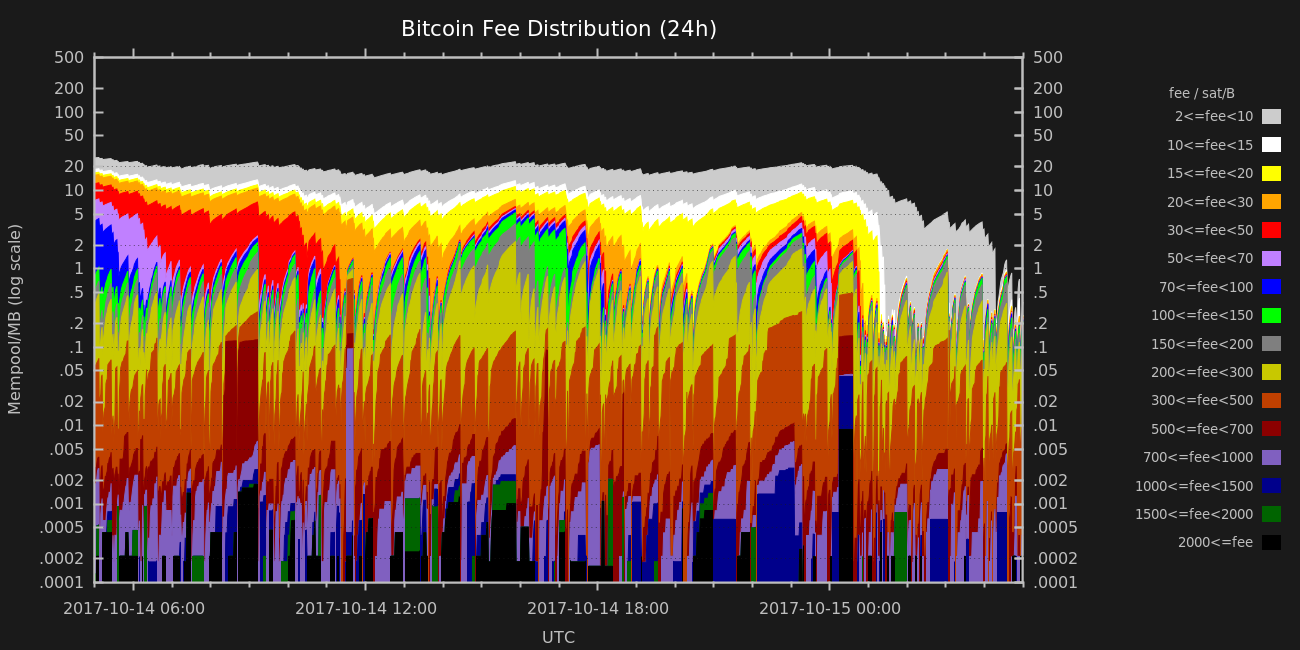 Bitcoin Fee Distribution (24h)
500
200
100
50
20
10
5
2
1
.5
.2
.1
.05
.02
.01
.005
.002
.001
.0005
.0002
.0001
Mempool/MB (log scale)
500
200
100
50
20
10
5
2
1
.5
.2
.1
.05
.02
.01
.005
.002
.001
.0005
.0002
.0001
2017-10-14 06:00
2017-10-14 12:00
2017-10-14 18:00
2017-10-15 00:00
UTC
fee / sat/B
2<=fee<10
10<=fee<15
15<=fee<20
20<=fee<30
30<=fee<50
50<=fee<70
70<=fee<100
100<=fee<150
150<=fee<200
200<=fee<300
300<=fee<500
500<=fee<700
700<=fee<1000
1000<=fee<1500
1500<=fee<2000
2000<=fee